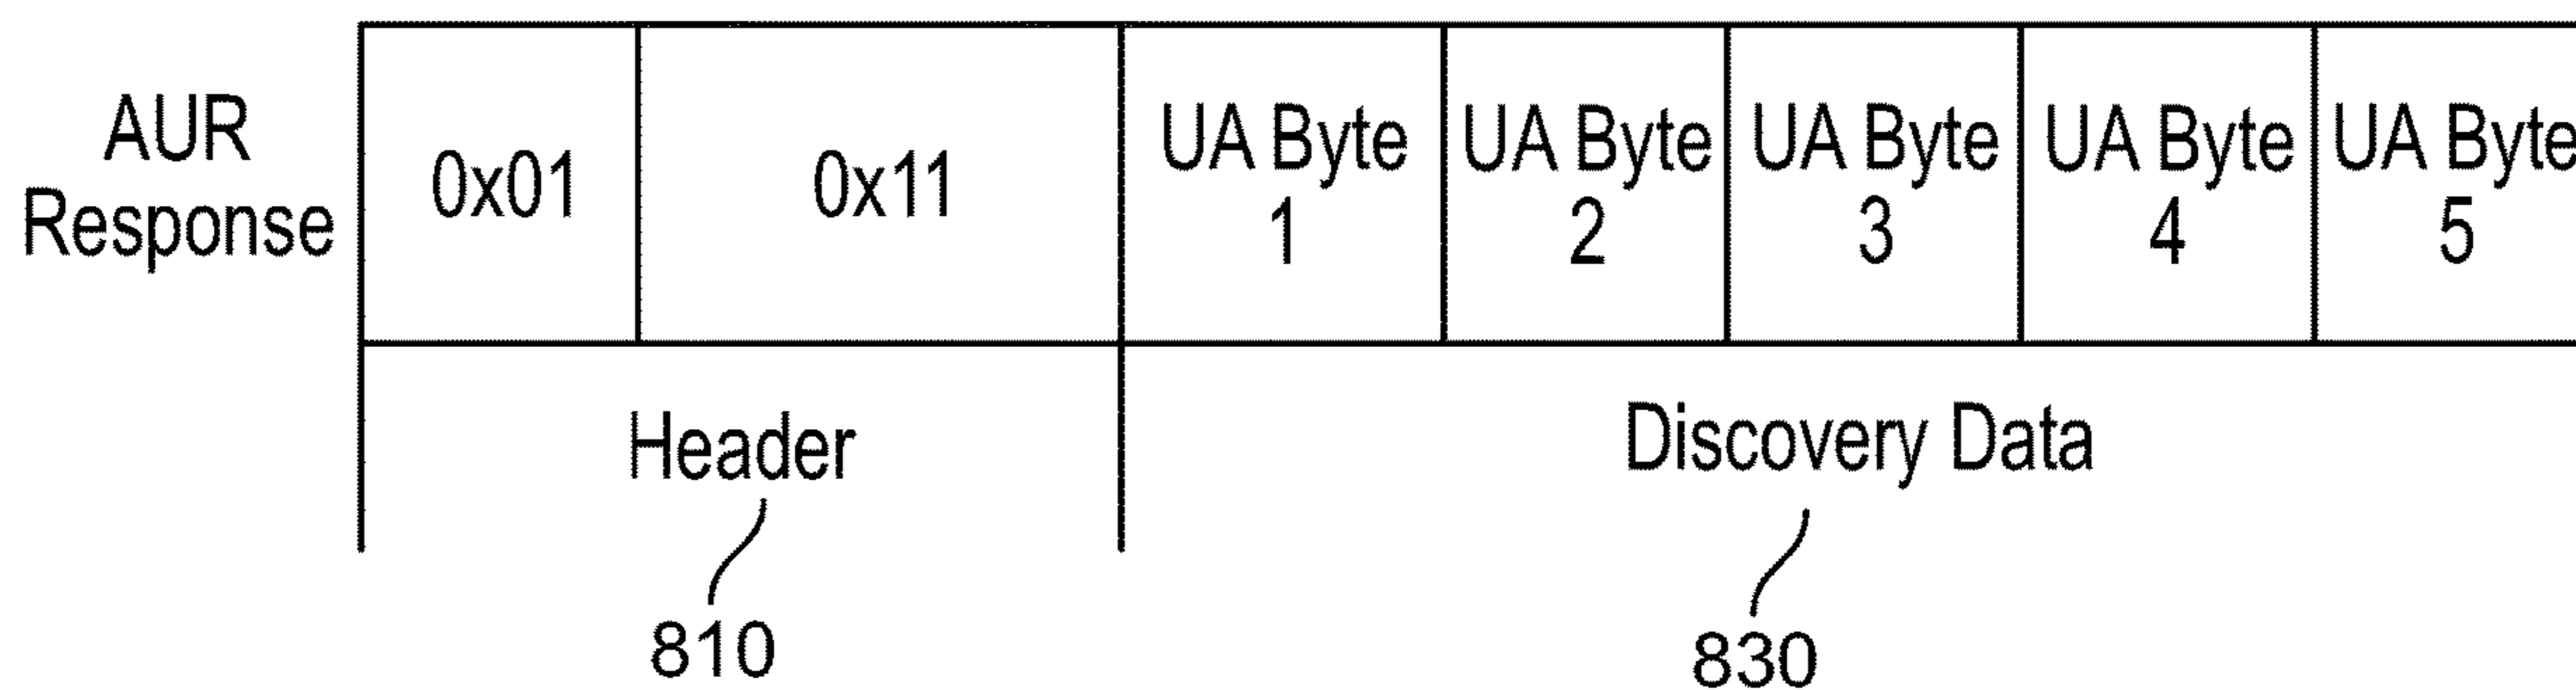 AUR
Response
0x01
0x11
UA Byte
1
UA Byte
2
UA Byte
3
UA Byte
4
UA Byte
5
Header
Discovery Data
810
830